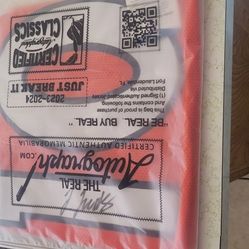 CERTIFIED
Autographed
CLASSICS
JUST BREAK IT
2023-2024
Fort Lauderdale, FL
Distributed via
(1) Signed Authenticated Jersey
And contains the following
This bag is proof of purchase
"BE REAL BUY REAL"
THE REAL
Autograph!
.COM
CERTIFIED AUTHENTIC MEMORABILIA